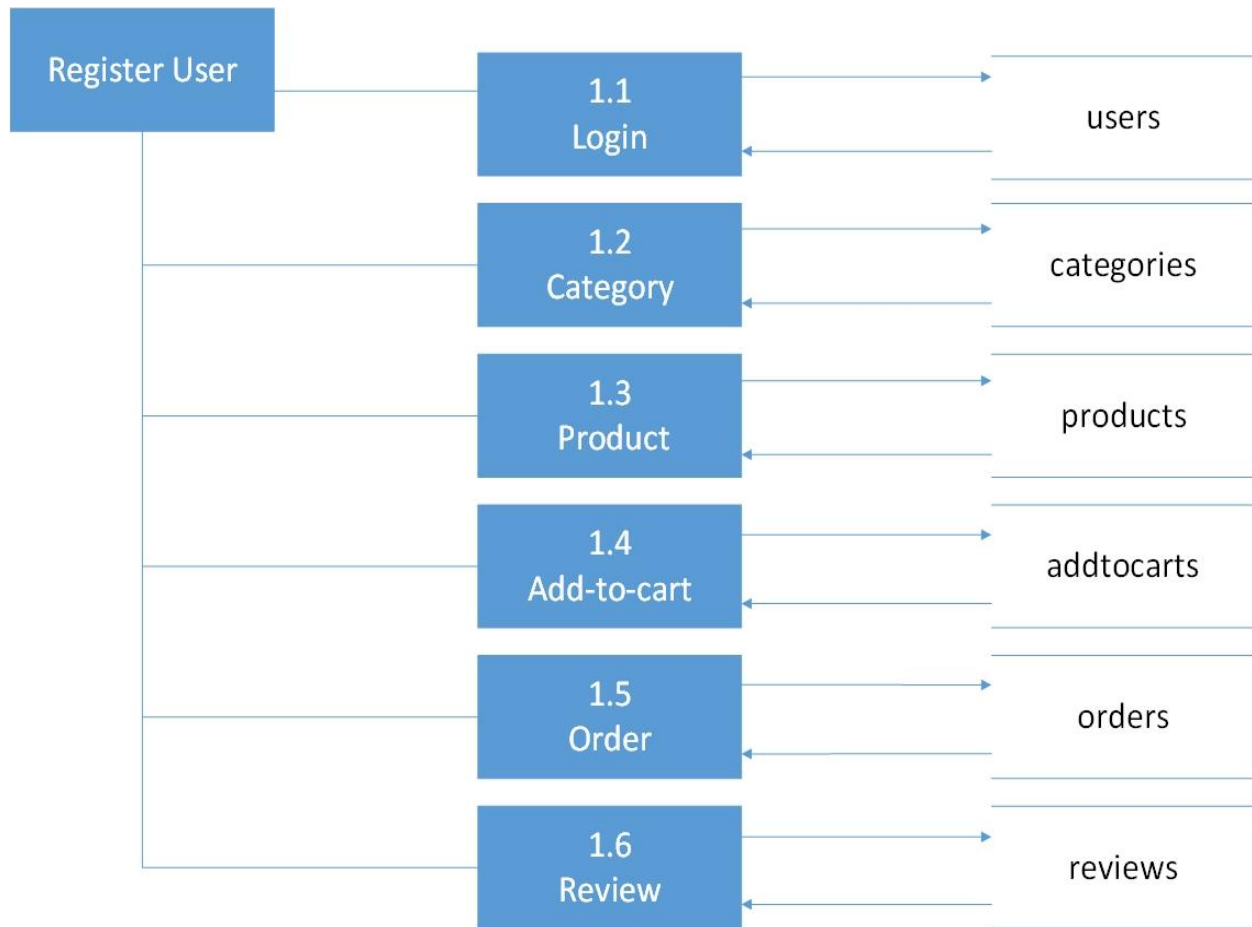 Register User
1.1
Login
users
1.2
Category
categories
1.3
Product
products
1.4
Add-to-cart
addtocarts
1.5
Order
orders
1.6
Review
reviews